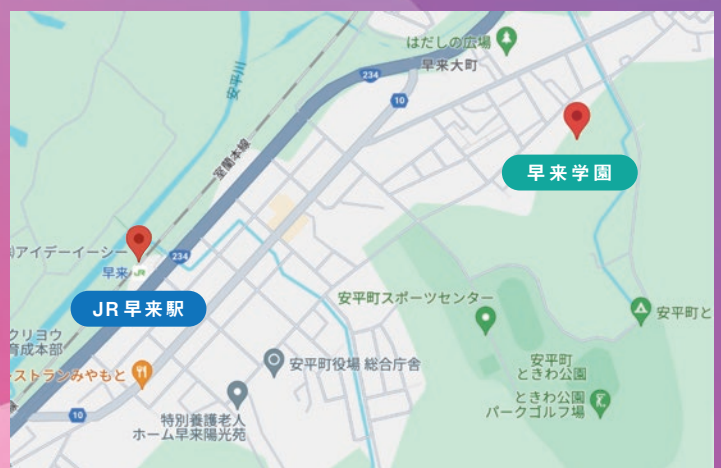 はだしの広場
早来大町
234
10
安平川
室蘭本線
早来学園
アイデーイーシー
234
早来
JR
JR早来駅
安平町スポーツセンター
安平町と
クリヨウ
育成本部
ストランみやもと
安平町役場 総合庁舎
安平町
ときわ公園
ときわ公園
パークゴルフ場
10
特別養護老人
ホーム早来陽光苑